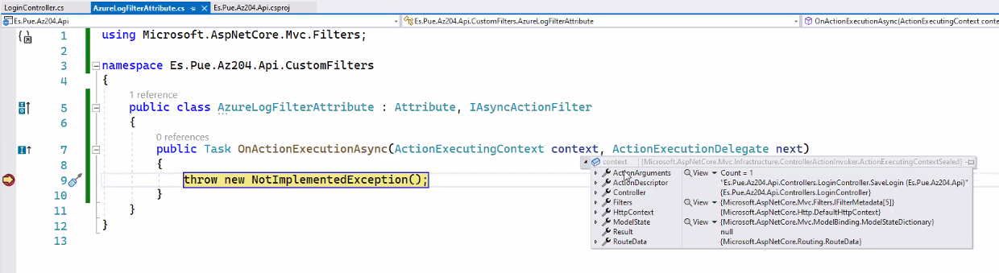 LoginController.cs AzureLogFilterAttribute.cs Es.Pue.Az204.Api.csproj
Es.Pue.Az204.Api Es.Pue.Az204.Api.CustomFilters.AzureLogFilterAttribute OnActionExecutionAsync(ActionExecutingContext conte
1 using Microsoft.AspNetCore.Mvc.Filters;
2
3 namespace Es.Pue.Az204.Api.CustomFilters
4 {
1 reference
5 public class AzureLogFilterAttribute : Attribute, IAsyncActionFilter
6 {
0 references
7 public Task OnActionExecutionAsync(ActionExecutingContext context, ActionExecutionDelegate next)
8 {
context {Microsoft.AspNetCore.Mvc.Infrastructure.ControllerActionInvoker.ActionExecutingContextSealed}
ActionArguments View Count = 1
9 throw new NotImplementedException();
ActionDescriptor "Es.Pue.Az204.Api.Controllers.LoginController.SaveLogin (Es.Pue.Az204.Api)"
Controller {Es.Pue.Az204.Api.Controllers.LoginController}
10 }
Filters View {Microsoft.AspNetCore.Mvc.Filters.IFilterMetadata[5]}
11 }
HttpContext {Microsoft.AspNetCore.Http.DefaultHttpContext}
ModelState View {Microsoft.AspNetCore.Mvc.ModelBinding.ModelStateDictionary}
12 }
Result null
13
RouteData {Microsoft.AspNetCore.Routing.RouteData}